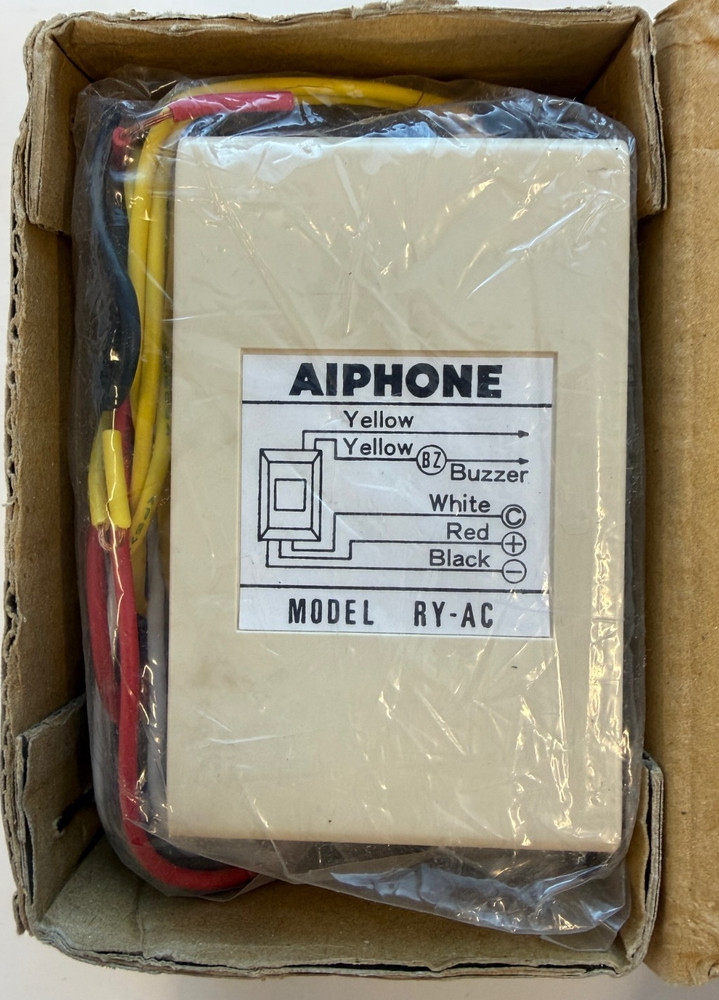 AIPHONE
Yellow
Yellow BZ
Buzzer
White C
Red +
Black −
MODEL RY-AC